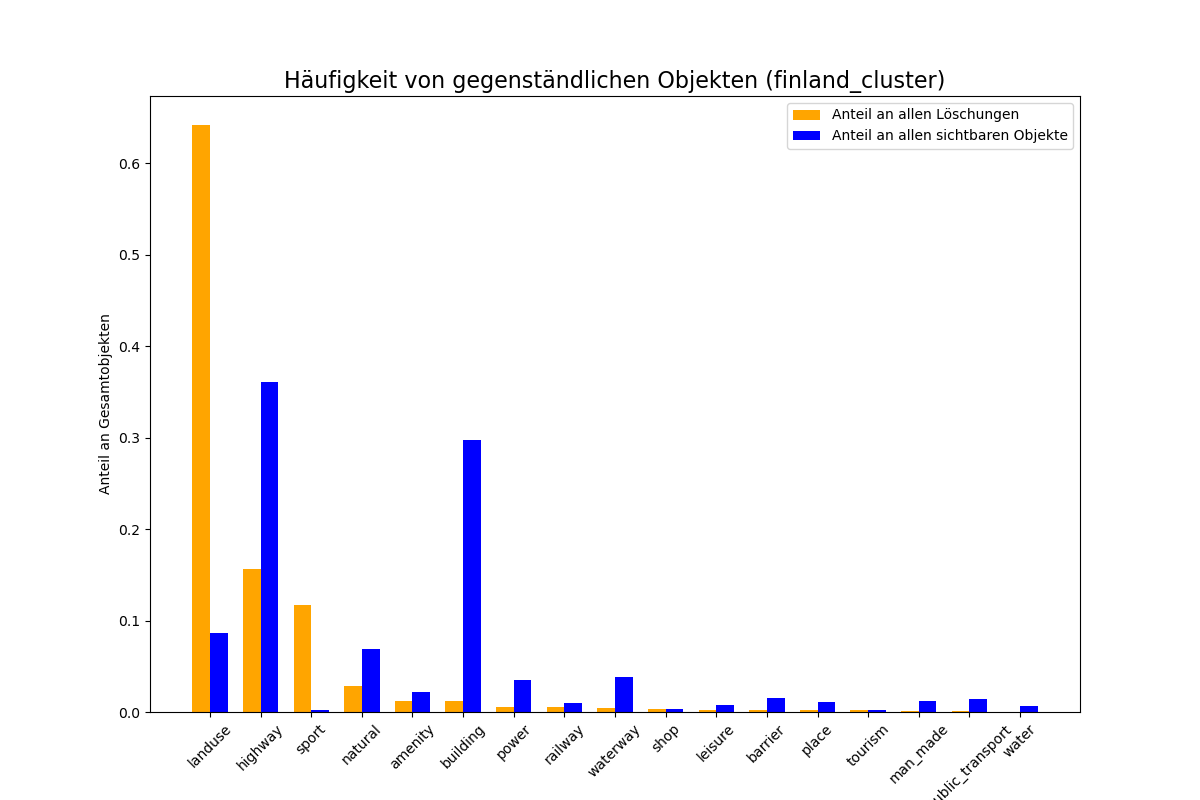 Häufigkeit von gegenständlichen Objekten (finland_cluster)
Anteil an allen Löschungen
Anteil an allen sichtbaren Objekte
Anteil an Gesamtobjekten
0.6
0.5
0.4
0.3
0.2
0.1
0.0
landuse
highway
sport
natural
amenity
building
power
railway
waterway
shop
leisure
barrier
place
tourism
man_made
ublic_transport
water